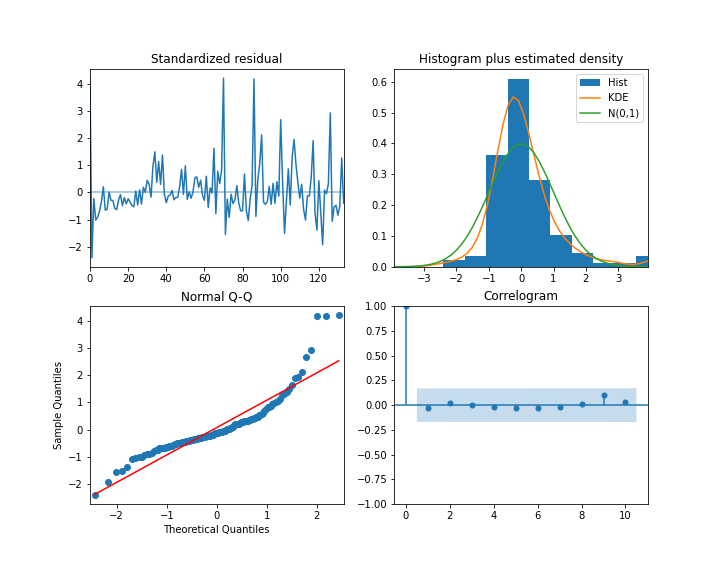 Standardized residual
4
3
2
1
0
−1
−2
0 20 40 60 80 100 120
Histogram plus estimated density
Hist
KDE
N(0,1)
0.6
0.5
0.4
0.3
0.2
0.1
0.0
−3 −2 −1 0 1 2 3
Normal Q-Q
Sample Quantiles
4
3
2
1
0
−1
−2
−2 −1 0 1 2
Theoretical Quantiles
Correlogram
1.00
0.75
0.50
0.25
0.00
−0.25
−0.50
−0.75
−1.00
0 2 4 6 8 10